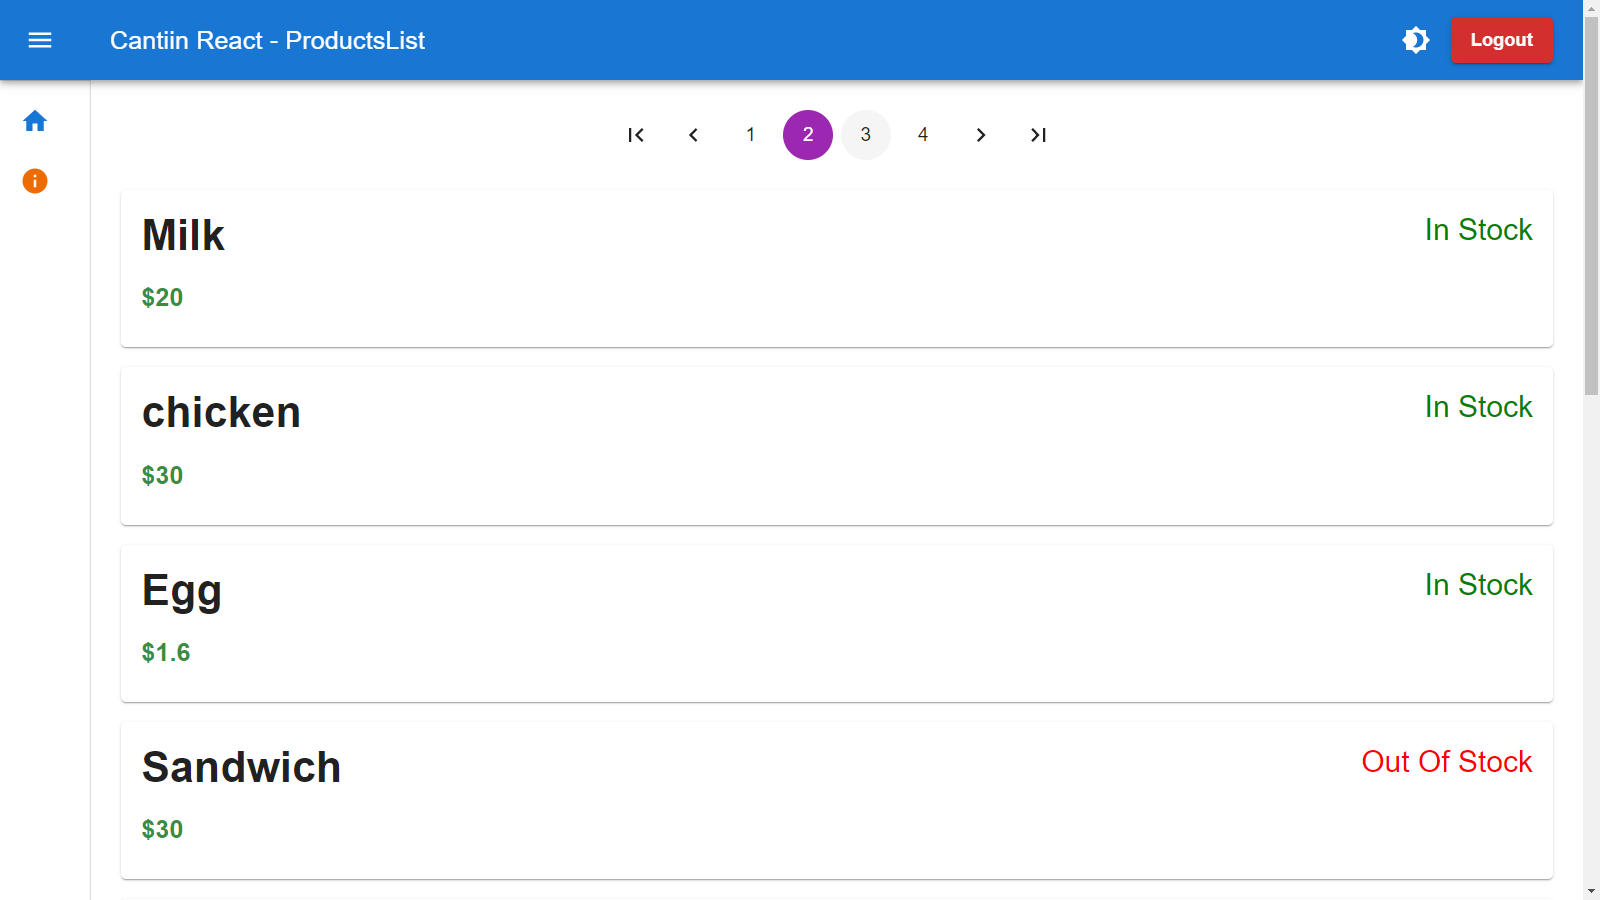 Cantiin React - ProductsList
Logout
1 2 3 4
Milk
In Stock
$20
chicken
In Stock
$30
Egg
In Stock
$1.6
Sandwich
Out Of Stock
$30